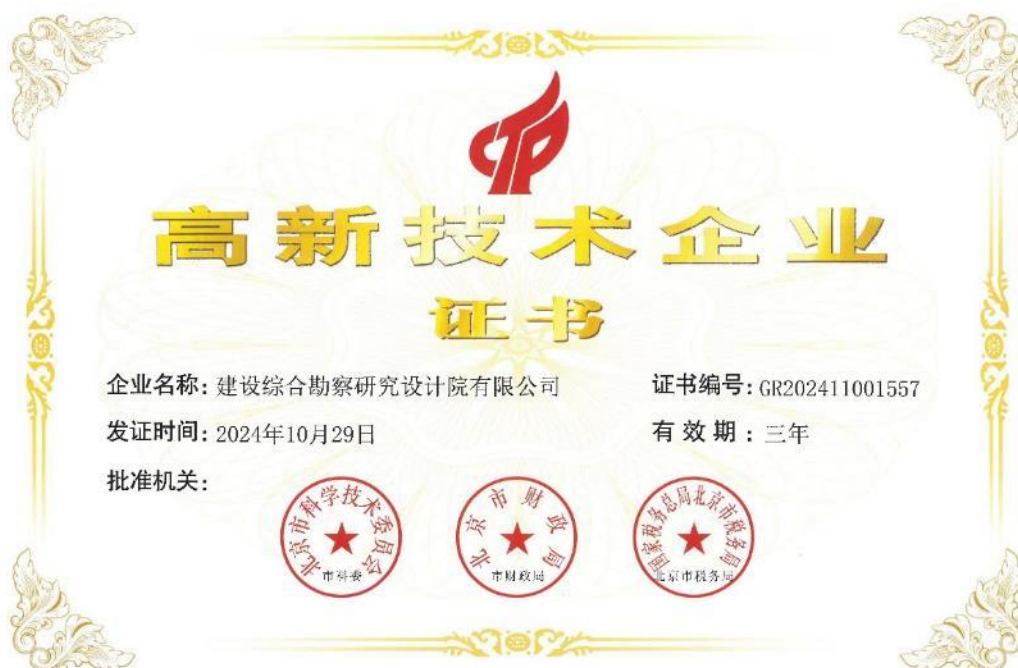 高新技术企业
证书
企业名称：建设综合勘察研究设计院有限公司
证书编号：GR202411001557
发证时间：2024年10月29日
有效期：三年
批准机关：
北京市科学技术委员会
市科委
北京市财政局
市财政局
国家税务总局北京市税务局
北京市税务局